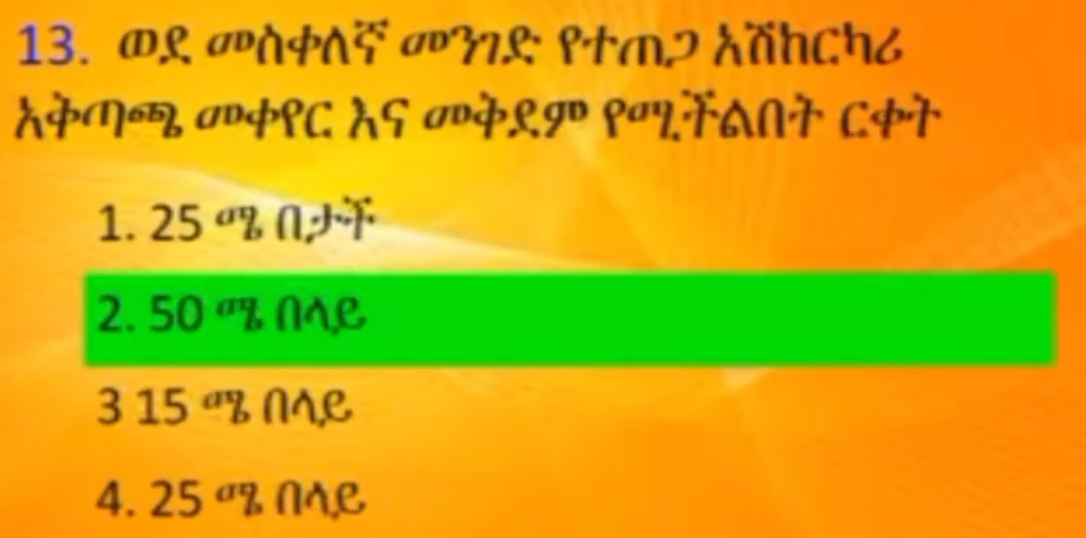 13. ወደ መስቀለኛ መንገድ የተጠጋ አሽከርካሪ
አቅጣጫ መቀየር እና መቅደም የሚችልበት ርቀት
1. 25 ሜ በታች
2. 50 ሜ በላይ
3 15 ሜ በላይ
4. 25 ሜ በላይ